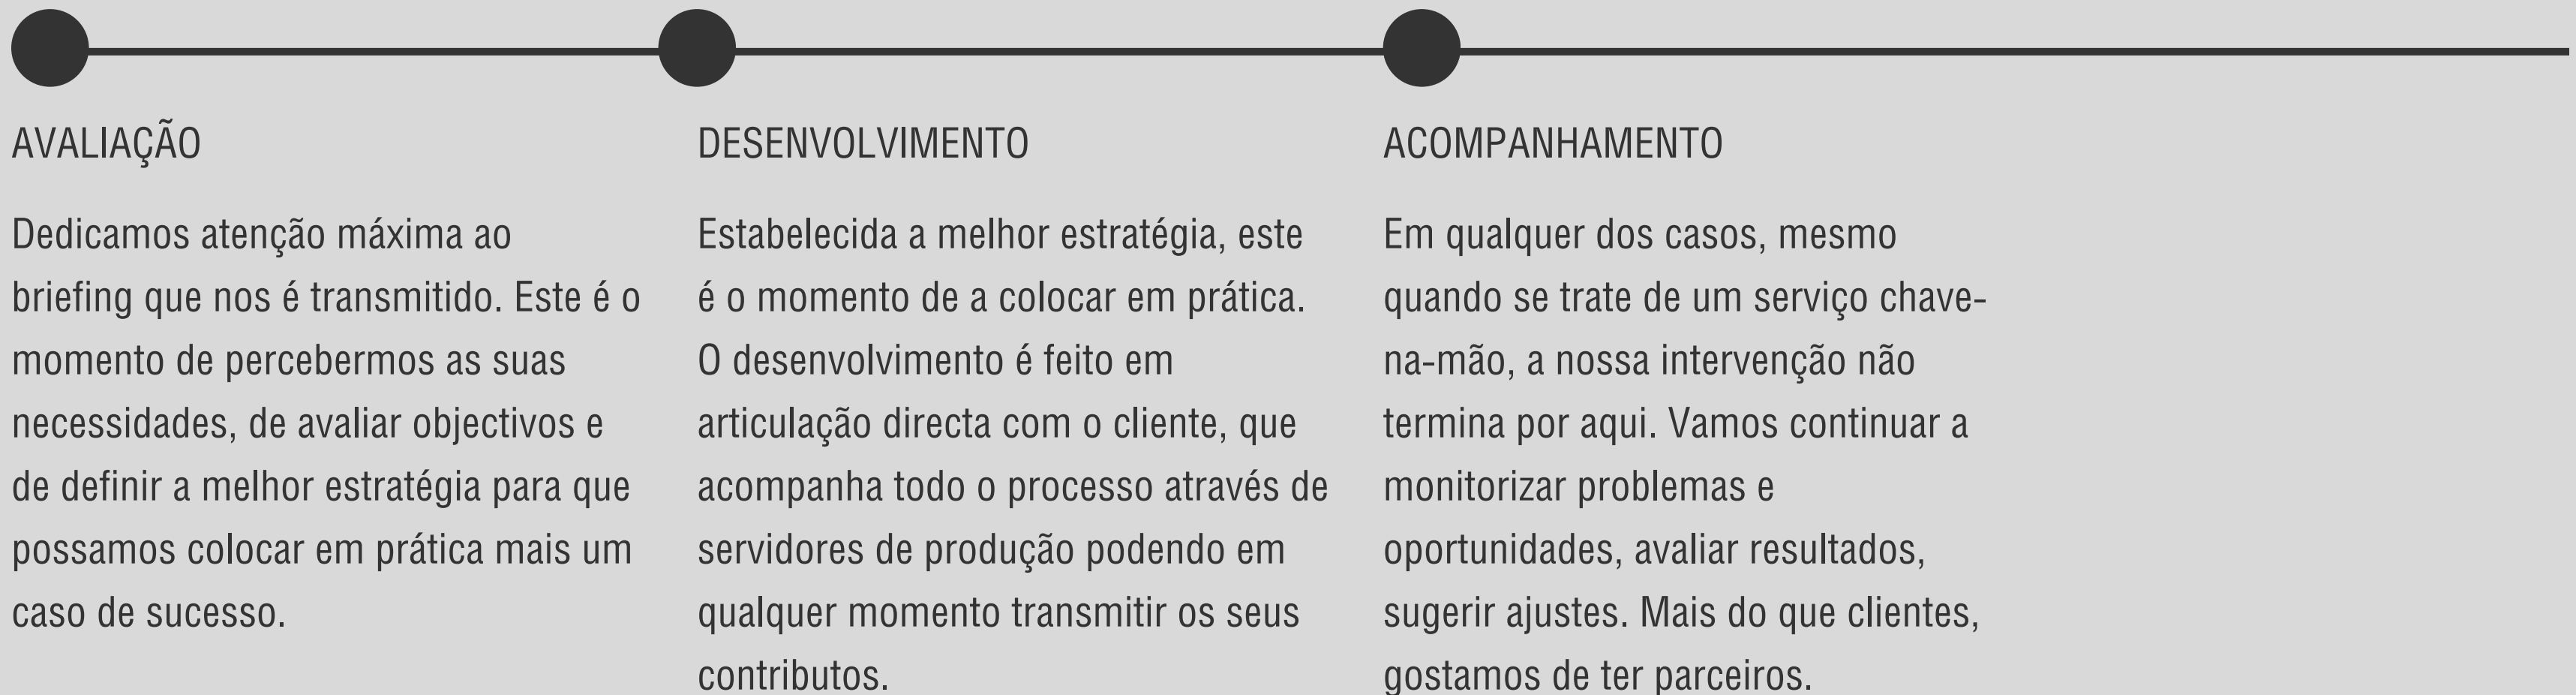 AVALIAÇÃO
Dedicamos atenção máxima ao
briefing que nos é transmitido. Este é o
momento de percebermos as suas
necessidades, de avaliar objectivos e
de definir a melhor estratégia para que
possamos colocar em prática mais um
caso de sucesso.
DESENVOLVIMENTO
Estabelecida a melhor estratégia, este
é o momento de a colocar em prática.
O desenvolvimento é feito em
articulação directa com o cliente, que
acompanha todo o processo através de
servidores de produção podendo em
qualquer momento transmitir os seus
contributos.
ACOMPANHAMENTO
Em qualquer dos casos, mesmo
quando se trate de um serviço chave-
na-mão, a nossa intervenção não
termina por aqui. Vamos continuar a
monitorizar problemas e
oportunidades, avaliar resultados,
sugerir ajustes. Mais do que clientes,
gostamos de ter parceiros.